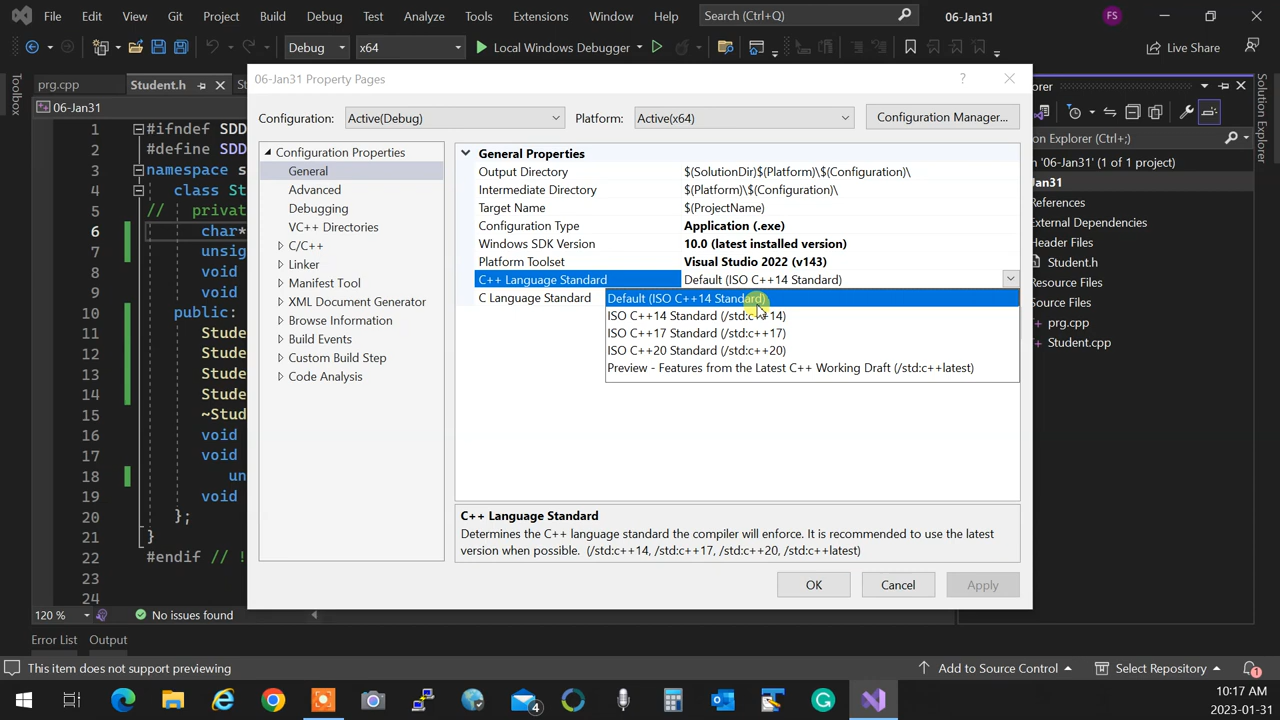 File Edit View Git Project Build Debug Test Analyze Tools Extensions Window Help Search (Ctrl+Q) 06-Jan31 FS
Debug x64 Local Windows Debugger Live Share
prg.cpp Student.h St
06-Jan31
Toolbox
06-Jan31 Property Pages
Configuration: Active(Debug) Platform: Active(x64) Configuration Manager...
Configuration Properties
General
Advanced
Debugging
VC++ Directories
C/C++
Linker
Manifest Tool
XML Document Generator
Browse Information
Build Events
Custom Build Step
Code Analysis
General Properties
Output Directory $(SolutionDir)$(Platform)\$(Configuration)\
Intermediate Directory $(Platform)\$(Configuration)\
Target Name $(ProjectName)
Configuration Type Application (.exe)
Windows SDK Version 10.0 (latest installed version)
Platform Toolset Visual Studio 2022 (v143)
C++ Language Standard Default (ISO C++14 Standard)
C Language Standard
Default (ISO C++14 Standard)
ISO C++14 Standard (/std:c++14)
ISO C++17 Standard (/std:c++17)
ISO C++20 Standard (/std:c++20)
Preview - Features from the Latest C++ Working Draft (/std:c++latest)
C++ Language Standard
Determines the C++ language standard the compiler will enforce. It is recommended to use the latest
version when possible. (/std:c++14, /std:c++17, /std:c++20, /std:c++latest)
OK Cancel Apply
1 #ifndef SDD
2 #define SDD
3 namespace s
4 class St
5 // privat
6 char*
7 unsig
8 void
9 void
10 public:
11 Stude
12 Stude
13 Stude
14 Stude
15 ~Stud
16 void
17 void
18 un
19 void
20 };
21 }
22 #endif // !
23
24
orer
on Explorer (Ctrl+;)
n '06-Jan31' (1 of 1 project)
Jan31
References
External Dependencies
Header Files
Student.h
Resource Files
Source Files
prg.cpp
Student.cpp
Solution Explorer
120 % No issues found
Error List Output
This item does not support previewing Add to Source Control Select Repository 1
4
10:17 AM
2023-01-31